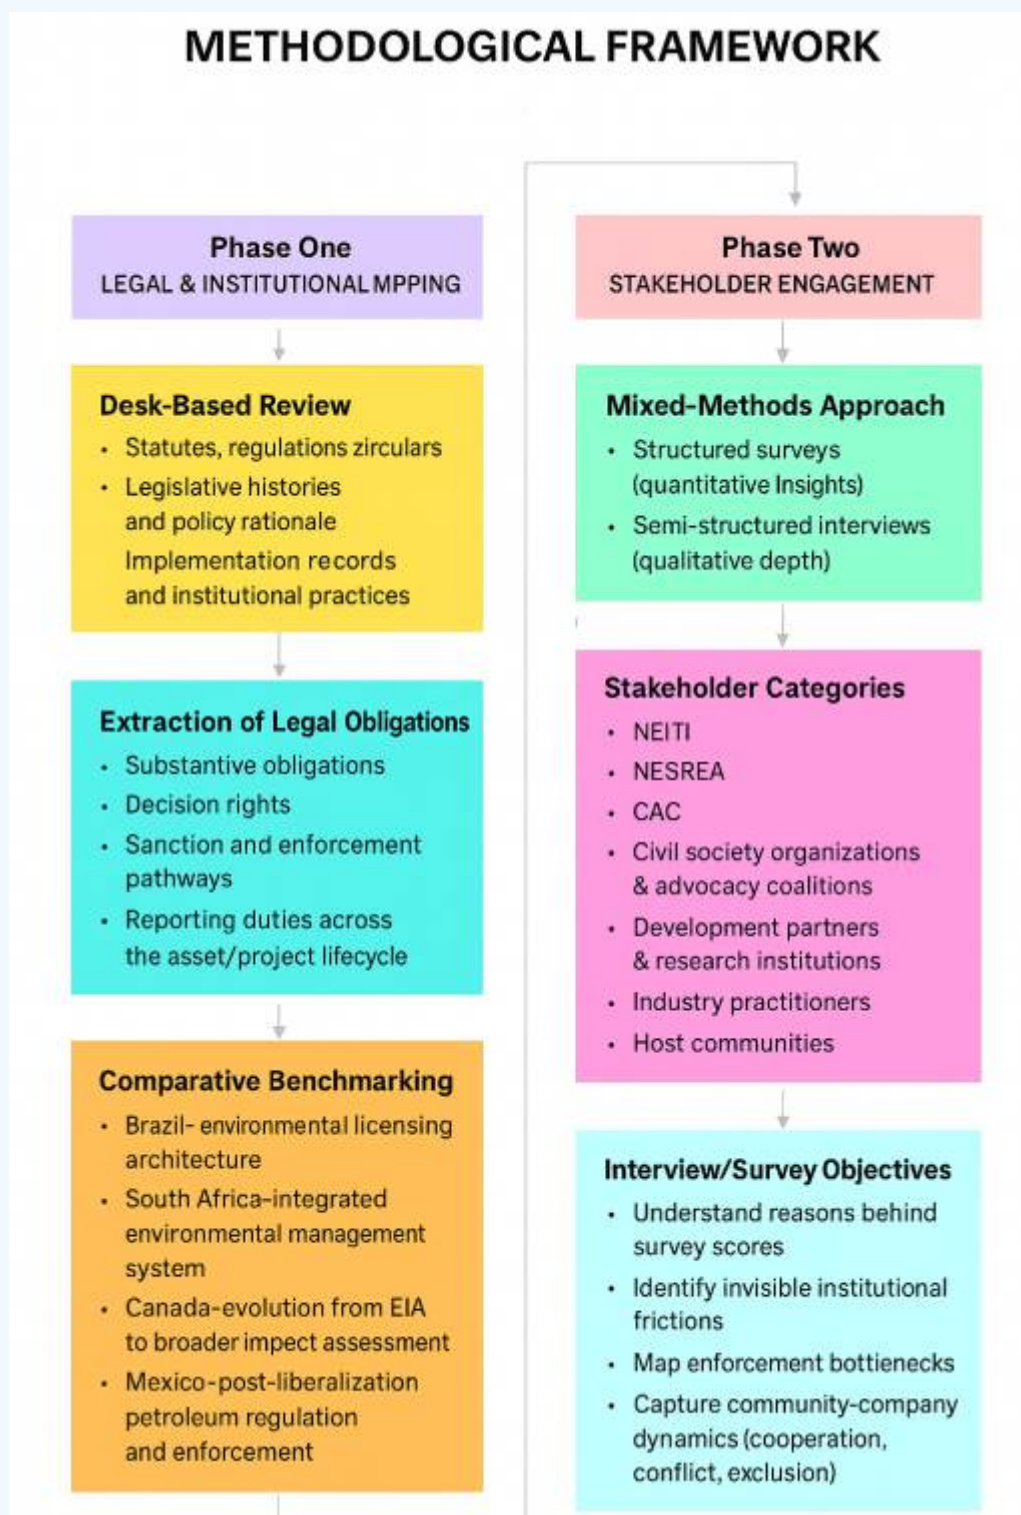 METHODOLOGICAL FRAMEWORK
Phase One
LEGAL & INSTITUTIONAL MPPING
Desk-Based Review
• Statutes, regulations zirculars
• Legislative histories
and policy rationale
Implementation records
and institutional practices
Extraction of Legal Obligations
• Substantive obligations
• Decision rights
• Sanction and enforcement
pathways
• Reporting duties across
the asset/project lifecycle
Comparative Benchmarking
• Brazil- environmental licensing
architecture
• South Africa-integrated
environmental management
system
• Canada-evolution from EIA
to broader impact assessment
• Mexico-post-liberalization
petroleum regulation
and enforcement
Phase Two
STAKEHOLDER ENGAGEMENT
Mixed-Methods Approach
• Structured surveys
(quantitative Insights)
• Semi-structured interviews
(qualitative depth)
Stakeholder Categories
• NEITI
• NESREA
• CAC
• Civil society organizations
& advocacy coalitions
• Development partners
& research institutions
• Industry practitioners
• Host communities
Interview/Survey Objectives
• Understand reasons behind
survey scores
• Identify invisible institutional
frictions
• Map enforcement bottienecks
• Capture community-company
dynamics (cooperation,
conflict, exclusion)